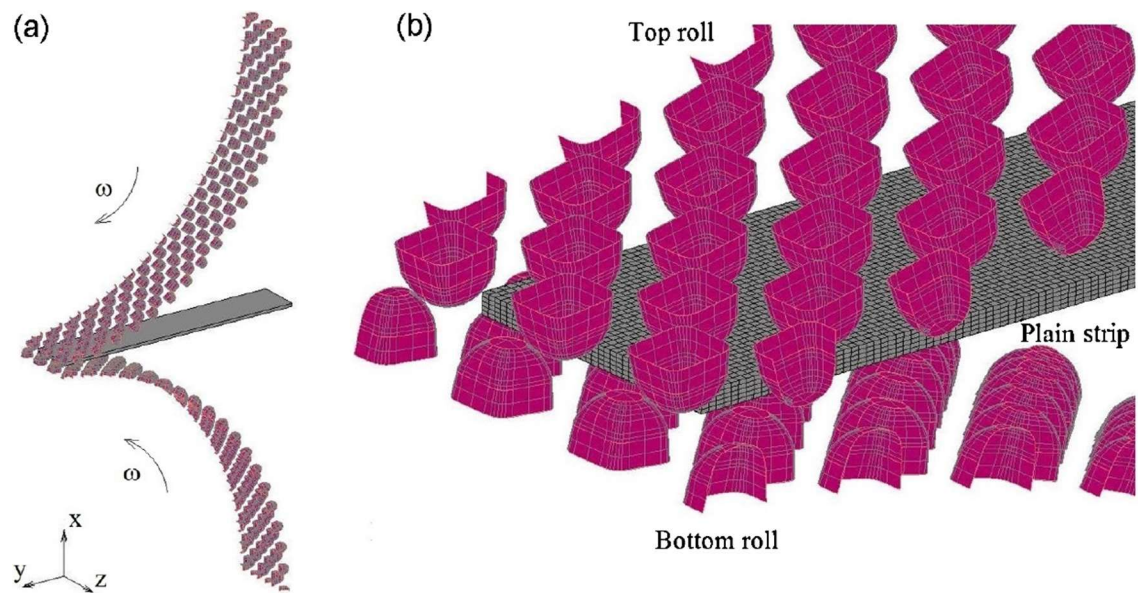 (a)
ω
ω
x
y
z
(b)
Top roll
Plain strip
Bottom roll